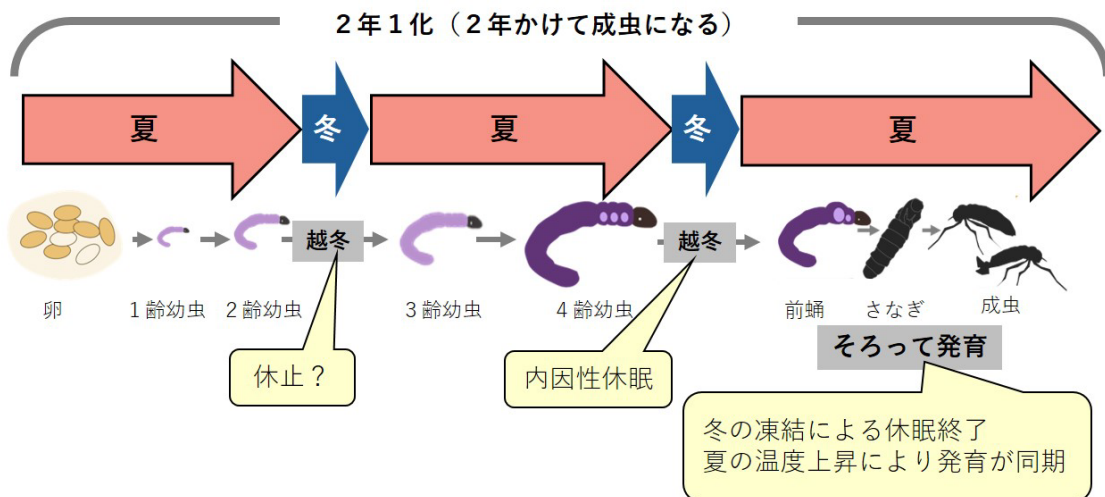 ２年１化（２年かけて成虫になる）
夏
冬
夏
冬
夏
越冬
越冬
卵
１齢幼虫
２齢幼虫
３齢幼虫
４齢幼虫
前蛹
さなぎ
成虫
そろって発育
休止？
内因性休眠
冬の凍結による休眠終了
夏の温度上昇により発育が同期